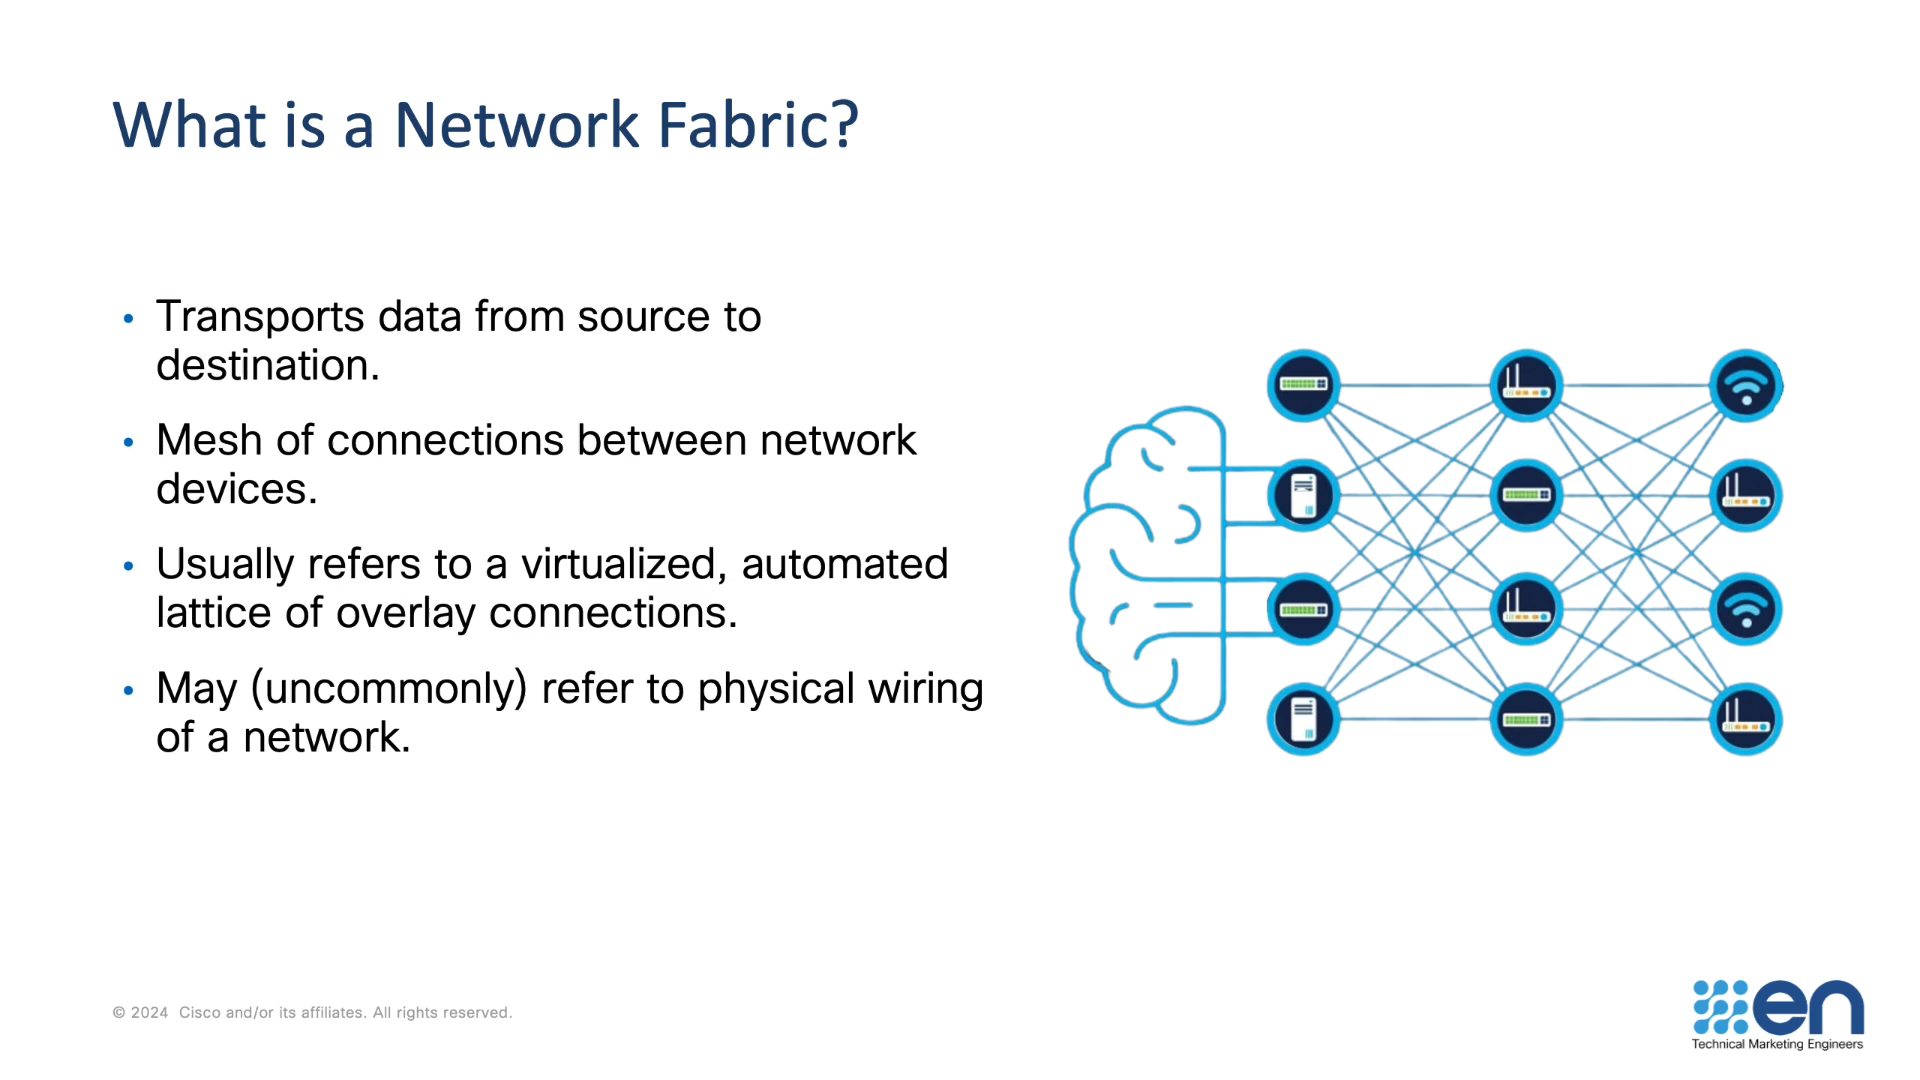 What is a Network Fabric?
• Transports data from source to
destination.
• Mesh of connections between network
devices.
• Usually refers to a virtualized, automated
lattice of overlay connections.
• May (uncommonly) refer to physical wiring
of a network.
© 2024 Cisco and/or its affiliates. All rights reserved.
en
Technical Marketing Engineers